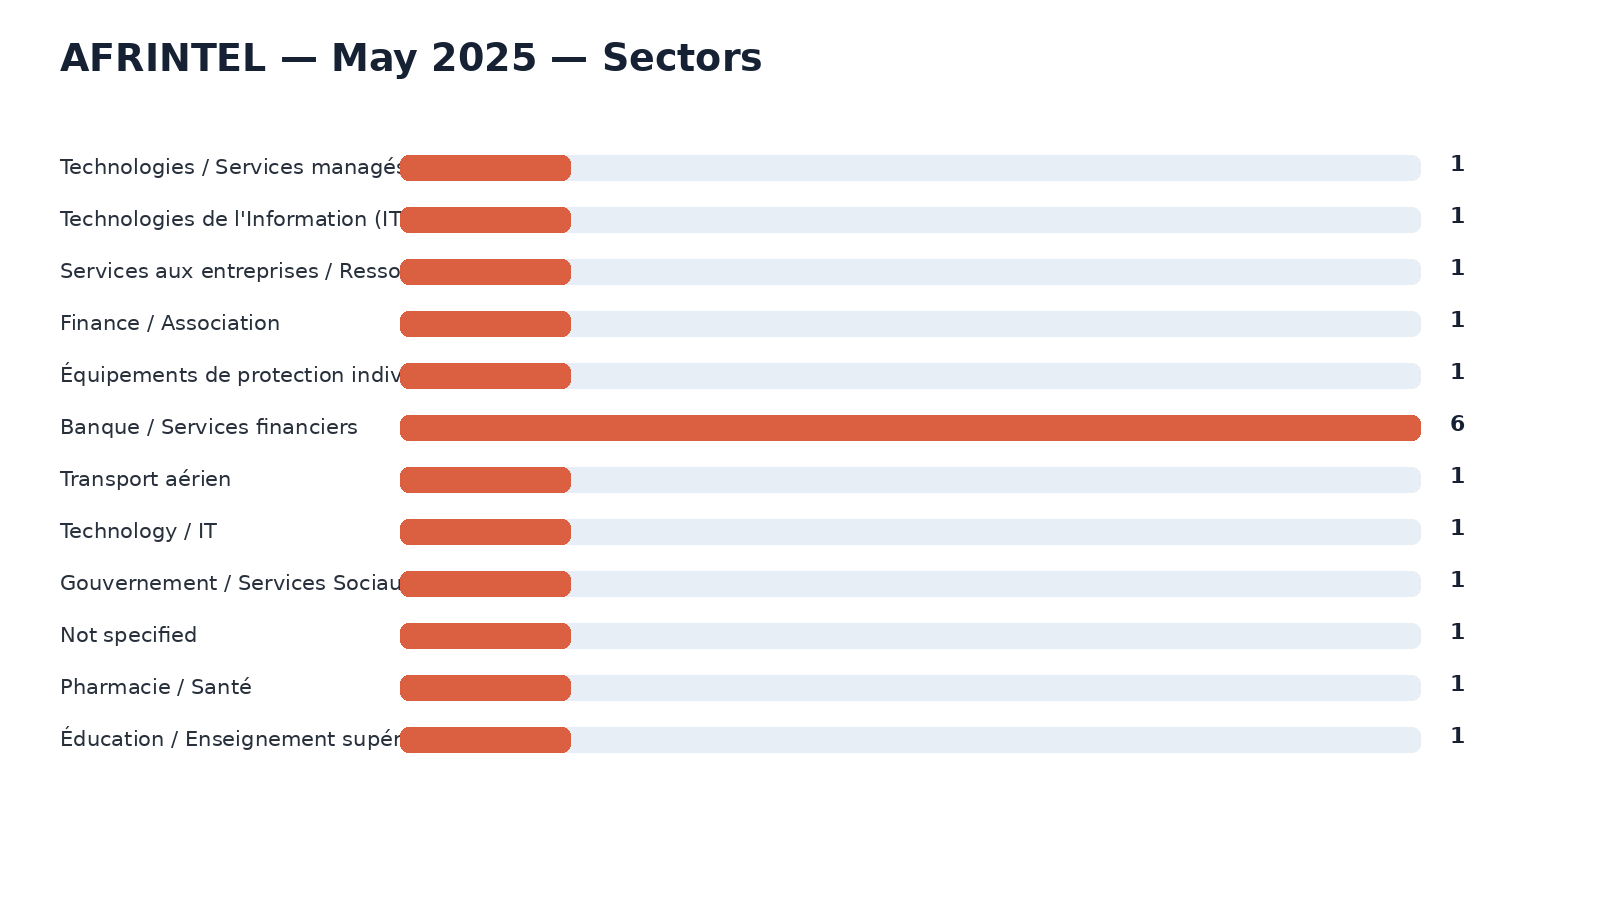 AFRINTEL — May 2025 — Sectors
Technologies / Services managés 1
Technologies de l'Information (IT 1
Services aux entreprises / Resso 1
Finance / Association 1
Équipements de protection indiv 1
Banque / Services financiers 6
Transport aérien 1
Technology / IT 1
Gouvernement / Services Sociau 1
Not specified 1
Pharmacie / Santé 1
Éducation / Enseignement supér 1